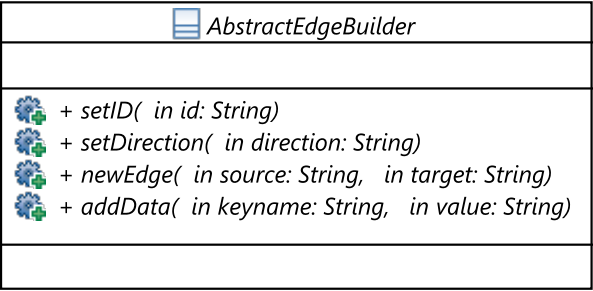 AbstractEdgeBuilder
+ setID( in id: String)
+ setDirection( in direction: String)
+ newEdge( in source: String, in target: String)
+ addData( in keyname: String, in value: String)